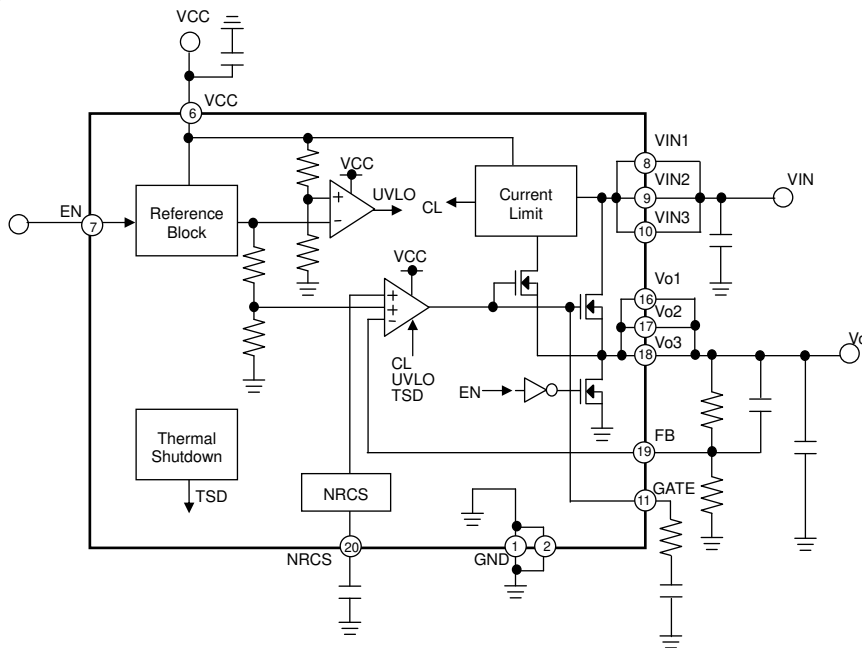 VCC
VCC
6
VIN1
8
VCC
UVLO
+
−
EN
7
Reference
Block
CL
Current
Limit
VIN2
9
VIN
VIN3
10
VCC
+
+
−
Vo1
16
Vo2
17
Vo3
18
CL
UVLO
TSD
EN
Thermal
Shutdown
TSD
FB
19
NRCS
GATE
11
NRCS
20
GND
1
2